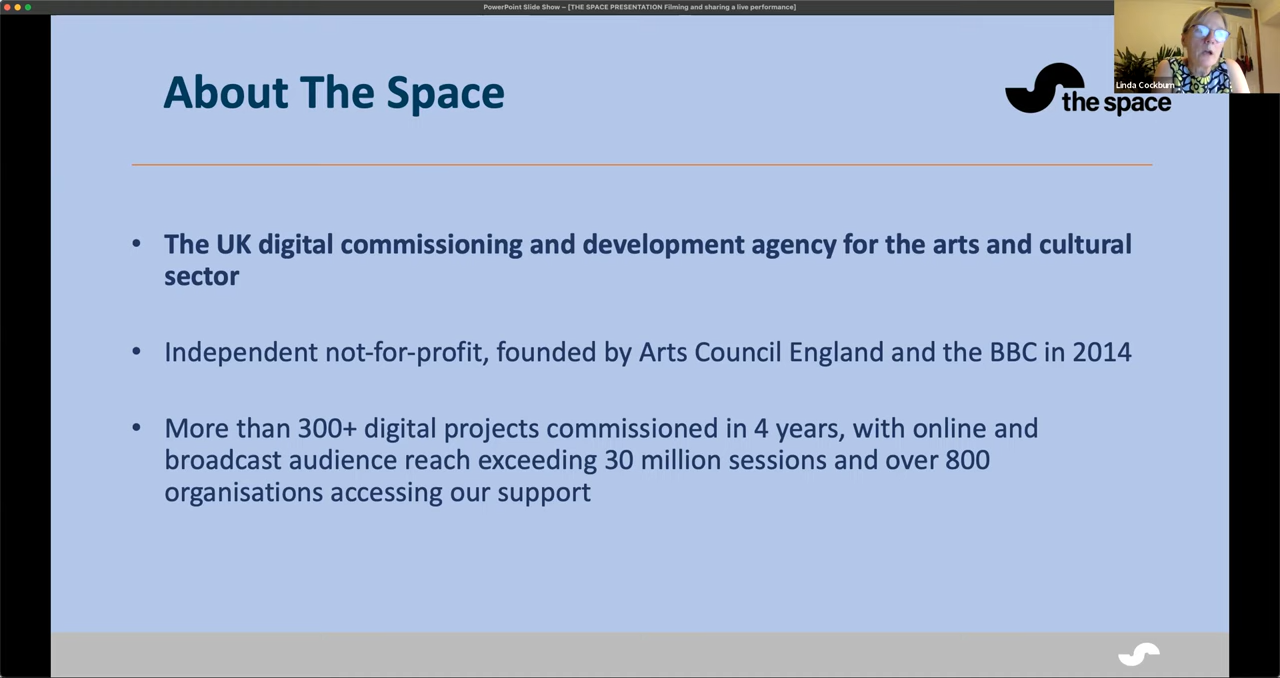 PowerPoint Slide Show – [THE SPACE PRESENTATION Filming and sharing a live performance]
Linda Cockburn
About The Space
the space
• The UK digital commissioning and development agency for the arts and cultural
sector
• Independent not-for-profit, founded by Arts Council England and the BBC in 2014
• More than 300+ digital projects commissioned in 4 years, with online and
broadcast audience reach exceeding 30 million sessions and over 800
organisations accessing our support